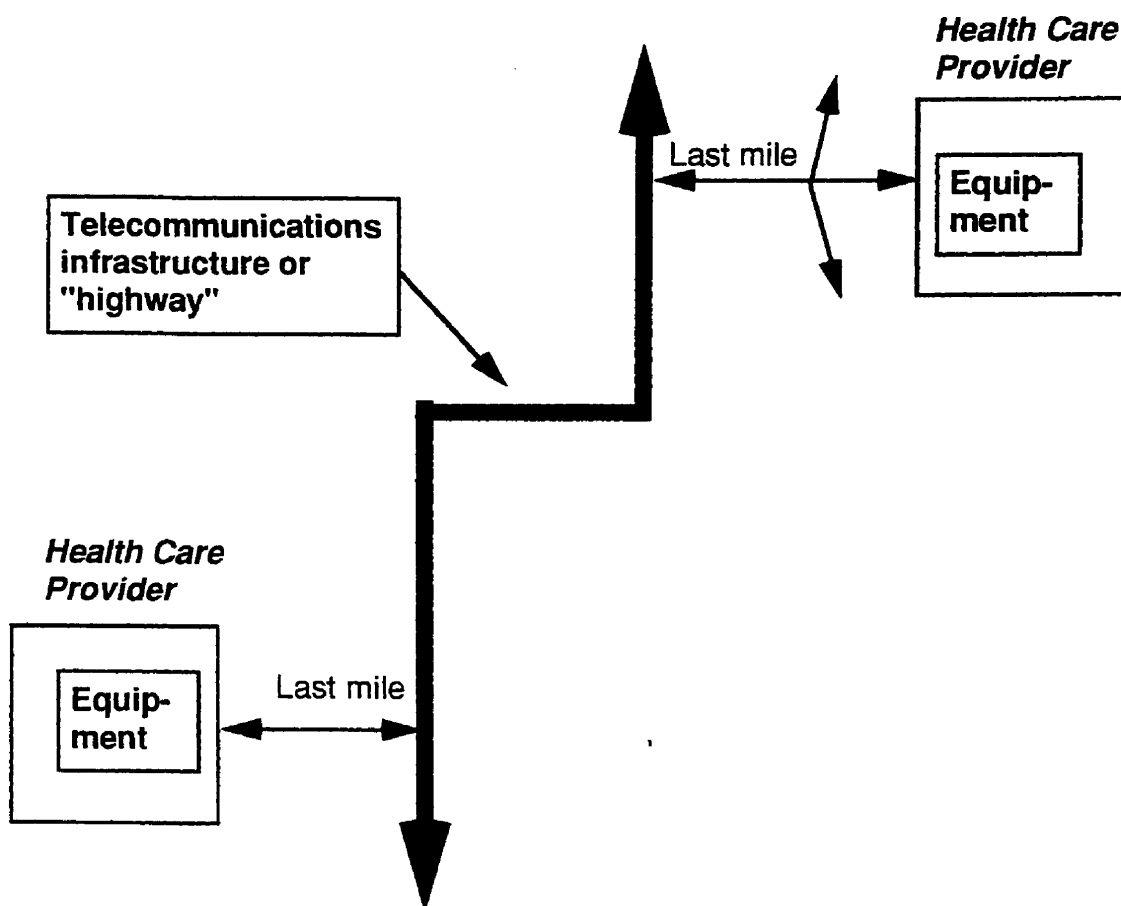 Health Care
Provider
Last mile
Equip-
ment
Telecommunications
infrastructure or
"highway"
Health Care
Provider
Last mile
Equip-
ment